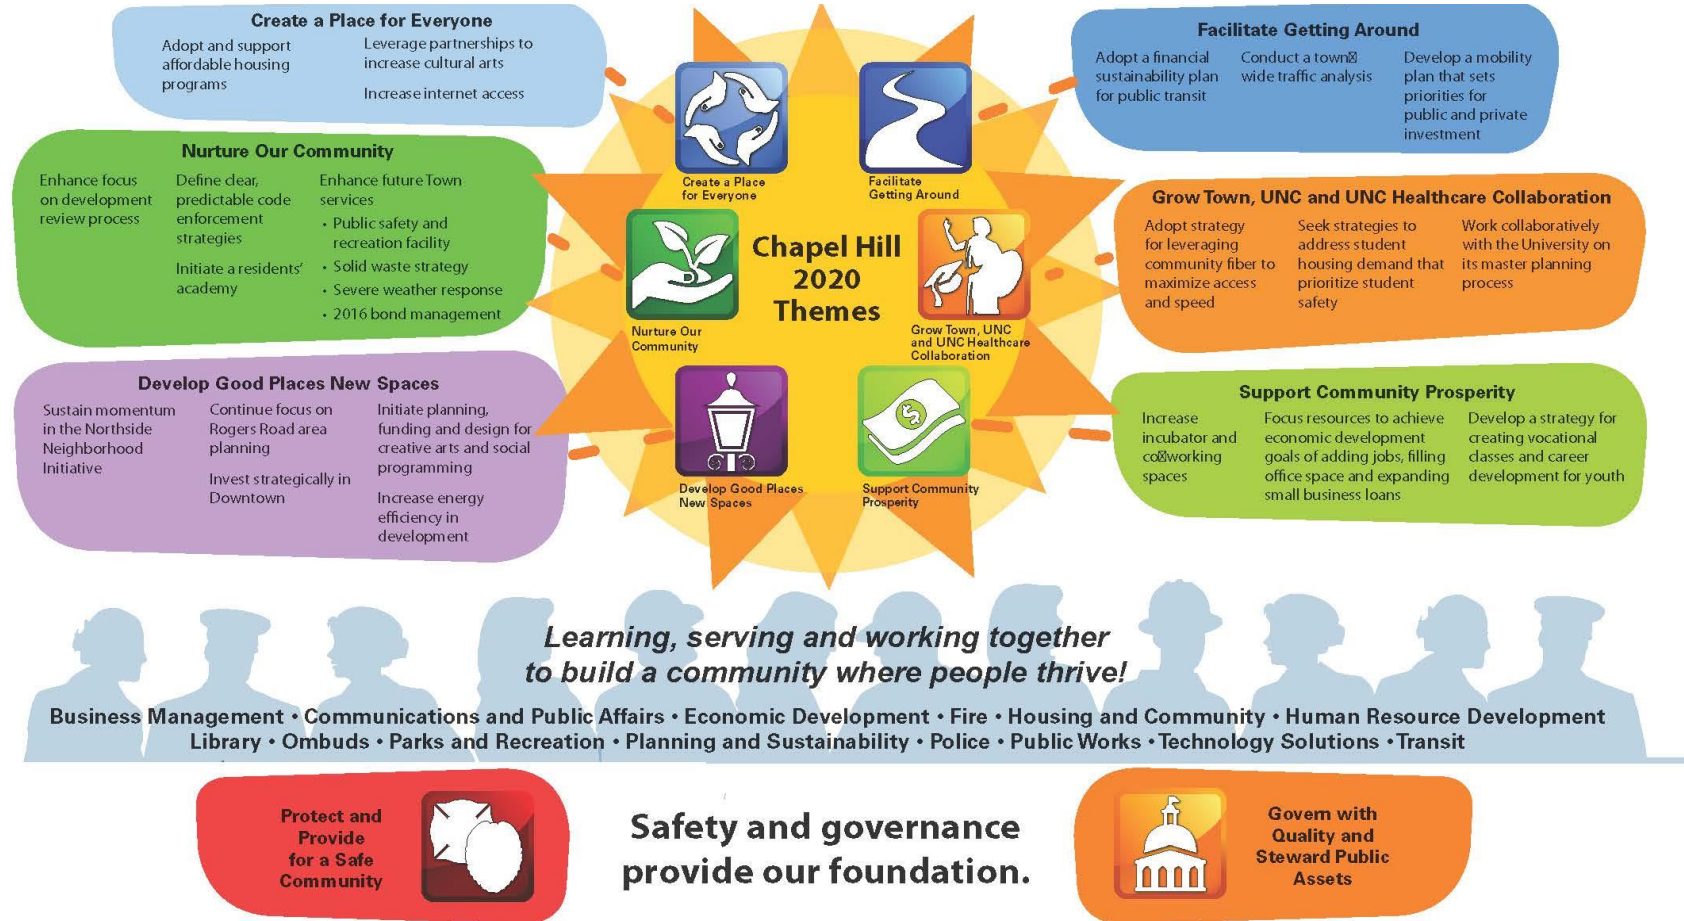 Create a Place for Everyone
Adopt and support
affordable housing
programs
Leverage partnerships to
increase cultural arts
Increase internet access
Nurture Our Community
Enhance focus
on development
review process
Define clear,
predictable code
enforcement
strategies
Initiate a residents'
academy
Enhance future Town
services
• Public safety and
recreation facility
• Solid waste strategy
• Severe weather response
• 2016 bond management
Develop Good Places New Spaces
Sustain momentum
in the Northside
Neighborhood
Initiative
Continue focus on
Rogers Road area
planning
Invest strategically in
Downtown
Initiate planning,
funding and design for
creative arts and social
programming
Increase energy
efficiency in
development
Create a Place
for Everyone
Facilitate
Getting Around
Nurture Our
Community
Chapel Hill
2020
Themes
Grow Town, UNC
and UNC Healthcare
Collaboration
Develop Good Places
New Spaces
$
Support Community
Prosperity
Facilitate Getting Around
Adopt a financial
sustainability plan
for public transit
Conduct a town☒
wide traffic analysis
Develop a mobility
plan that sets
priorities for
public and private
investment
Grow Town, UNC and UNC Healthcare Collaboration
Adopt strategy
for leveraging
community fiber to
maximize access
and speed
Seek strategies to
address student
housing demand that
prioritize student
safety
Work collaboratively
with the University on
its master planning
process
Support Community Prosperity
Increase
incubator and
co☒working
spaces
Focus resources to achieve
economic development
goals of adding jobs, filling
office space and expanding
small business loans
Develop a strategy for
creating vocational
classes and career
development for youth
Learning, serving and working together
to build a community where people thrive!
Business Management • Communications and Public Affairs • Economic Development • Fire • Housing and Community • Human Resource Development
Library • Ombuds • Parks and Recreation • Planning and Sustainability • Police • Public Works • Technology Solutions • Transit
Protect and
Provide
for a Safe
Community
Safety and governance
provide our foundation.
Govern with
Quality and
Steward Public
Assets